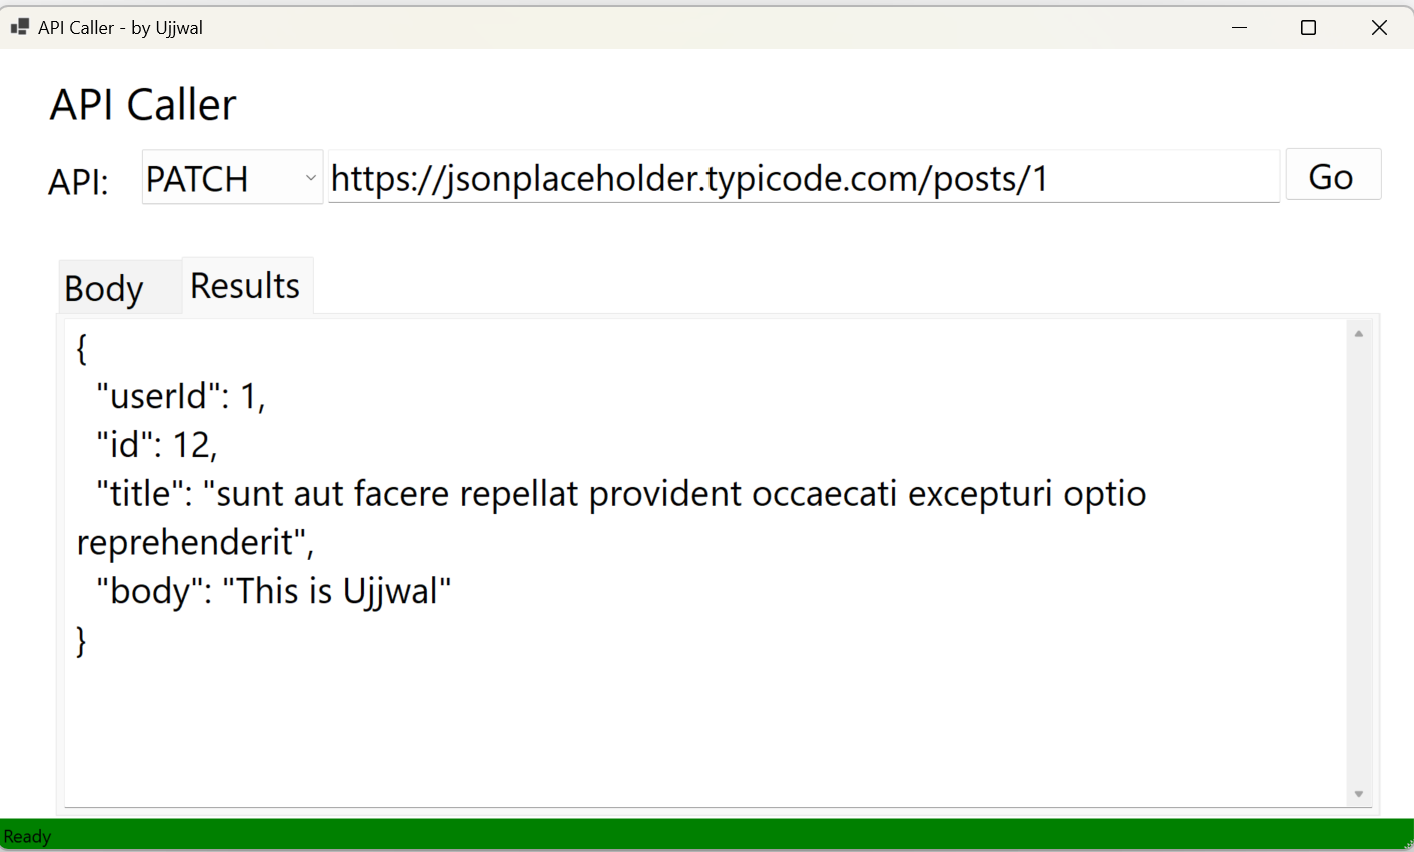 API Caller - by Ujjwal
API Caller
API: PATCH https://jsonplaceholder.typicode.com/posts/1 Go
Body Results
{
"userId": 1,
"id": 12,
"title": "sunt aut facere repellat provident occaecati excepturi optio
reprehenderit",
"body": "This is Ujjwal"
}
Ready